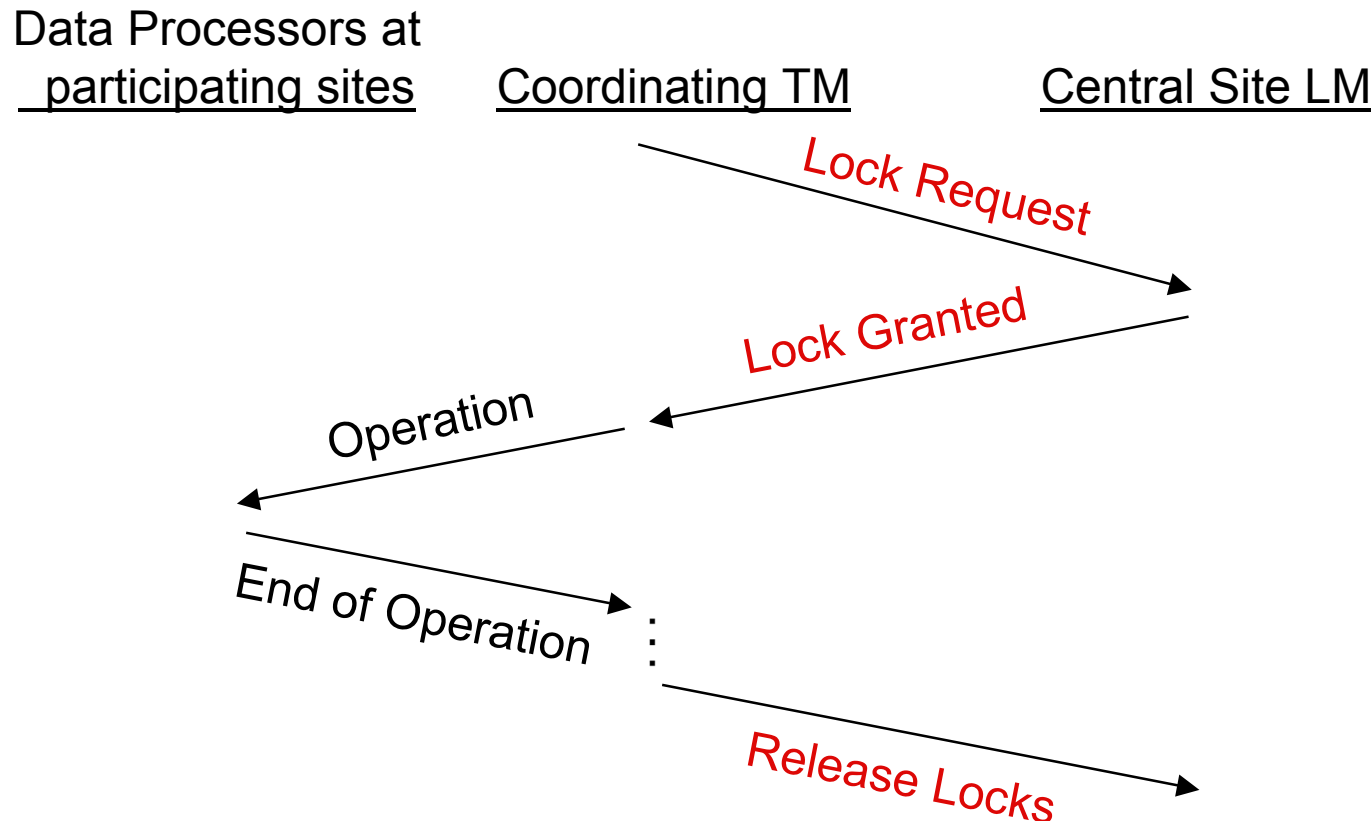 Data Processors at
participating sites
Coordinating TM
Central Site LM
Lock Request
Lock Granted
Operation
End of Operation
⋮
Release Locks